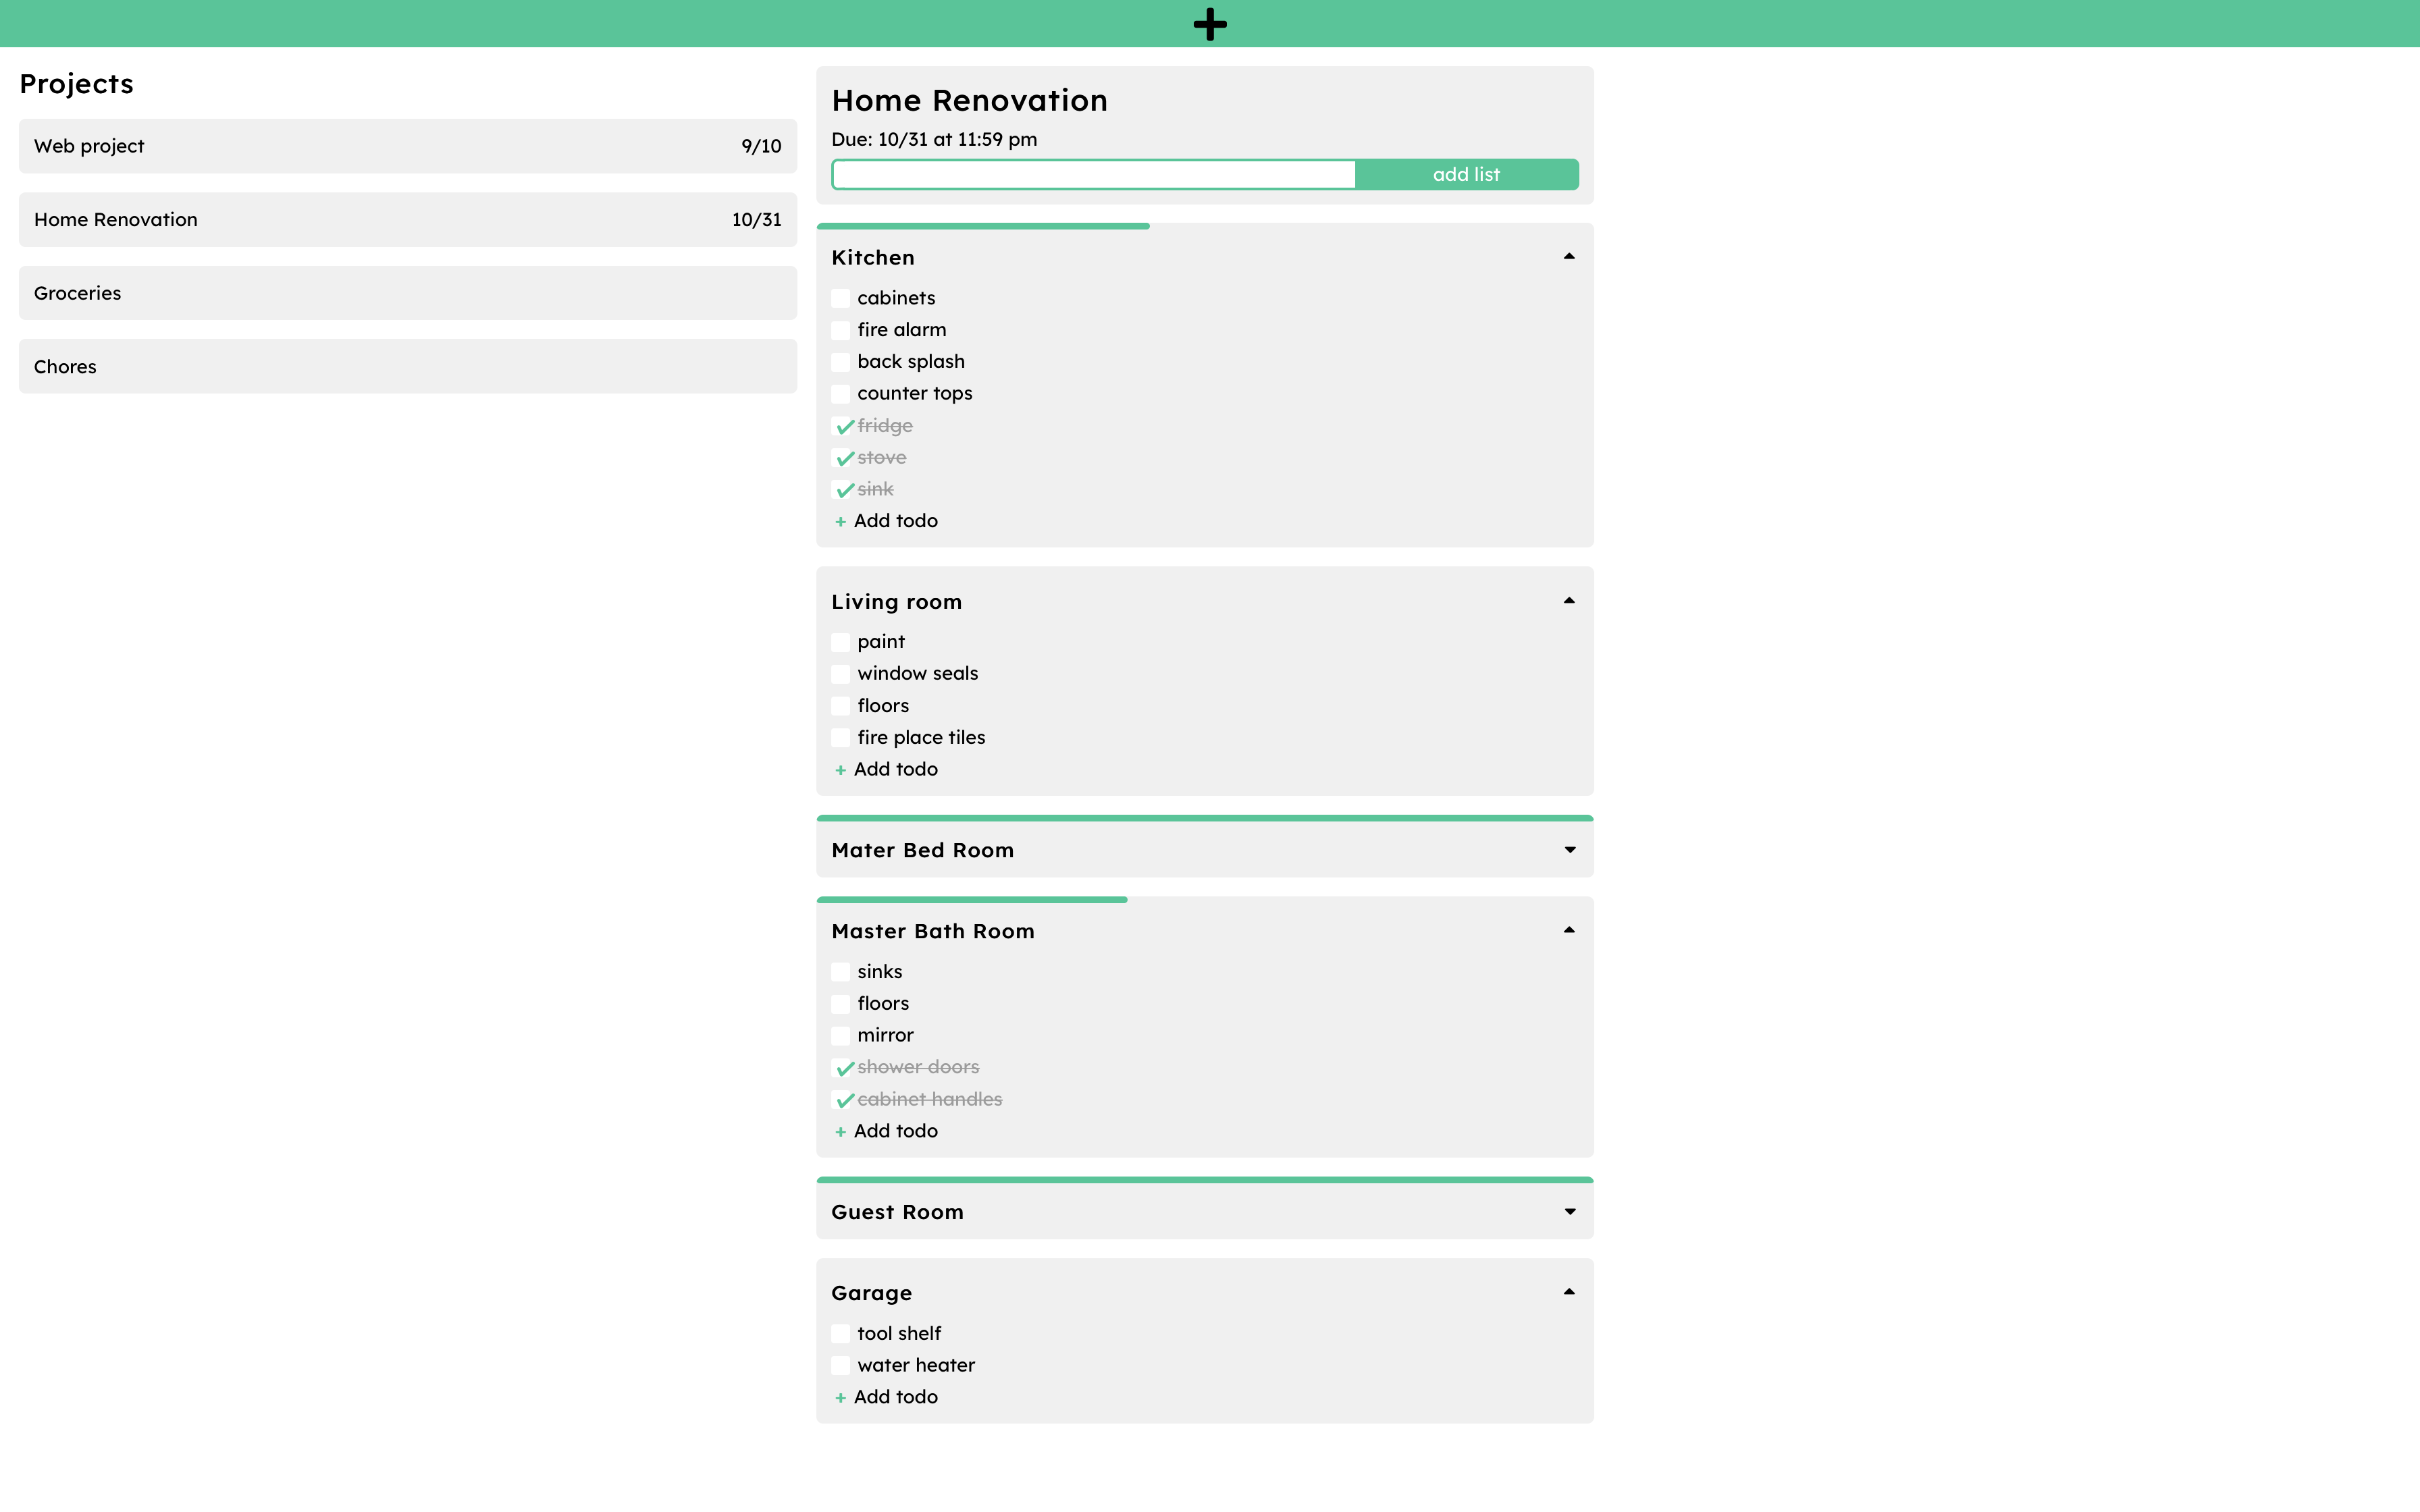 Projects
Web project 9/10
Home Renovation 10/31
Groceries
Chores
Home Renovation
Due: 10/31 at 11:59 pm
add list
Kitchen
cabinets
fire alarm
back splash
counter tops
fridge
stove
sink
+ Add todo
Living room
paint
window seals
floors
fire place tiles
+ Add todo
Mater Bed Room
Master Bath Room
sinks
floors
mirror
shower doors
cabinet handles
+ Add todo
Guest Room
Garage
tool shelf
water heater
+ Add todo